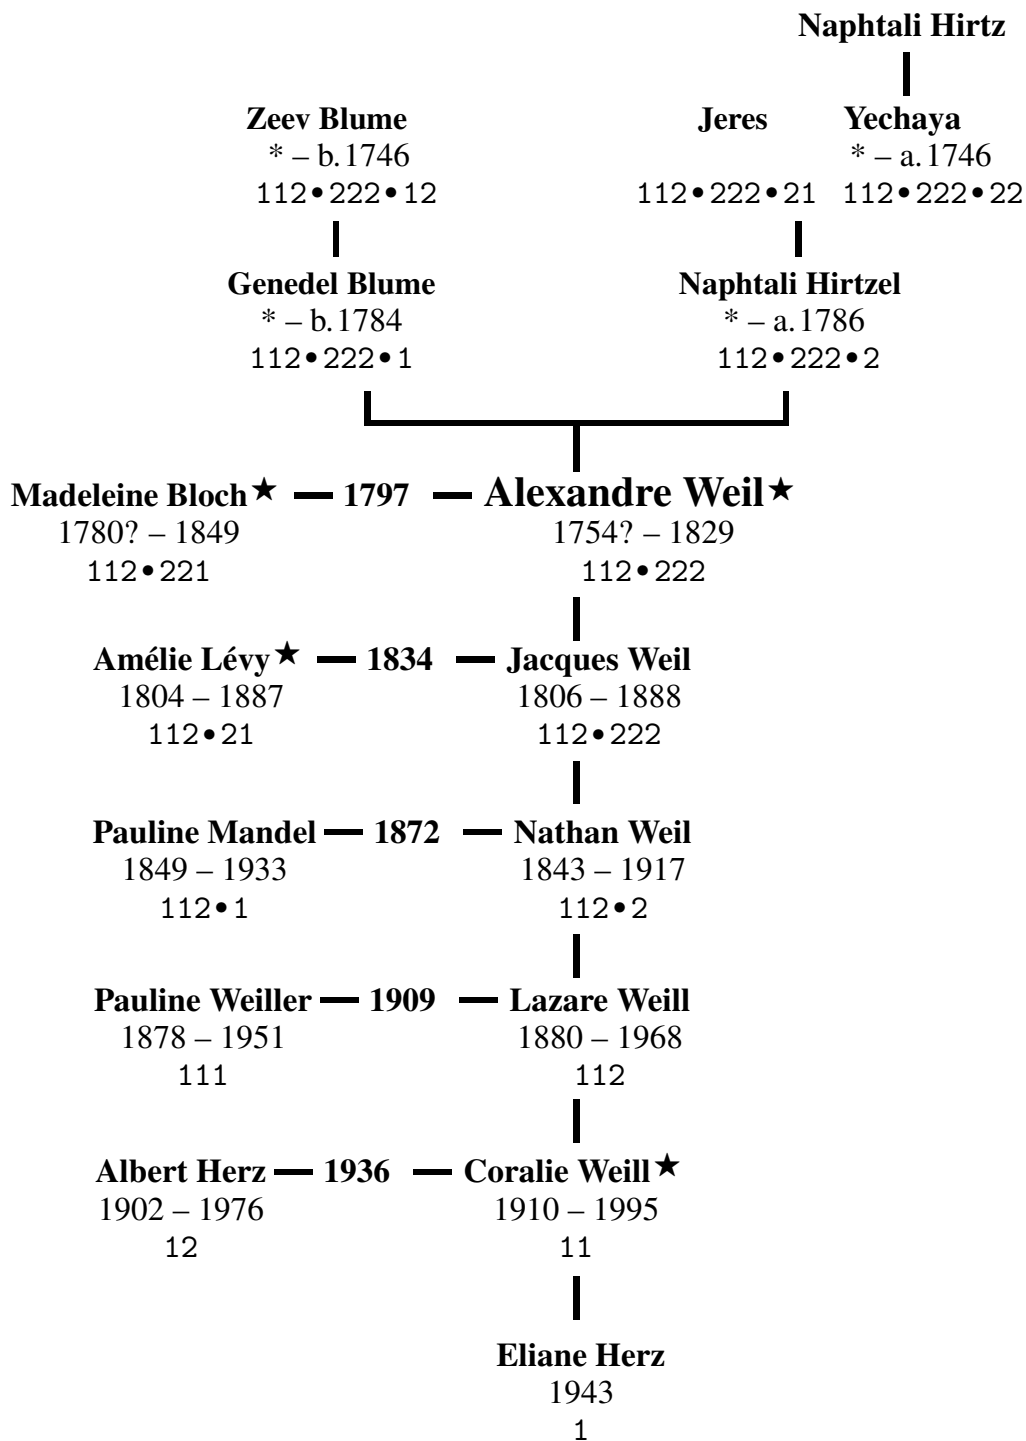 Naphtali Hirtz
Zeev Blume Jeres Yechaya
* – b.1746 * – a.1746
112•222•12 112•222•21 112•222•22
Genedel Blume Naphtali Hirtzel
* – b.1784 * – a.1786
112•222•1 112•222•2
Madeleine Bloch★ — 1797 — Alexandre Weil★
1780? – 1849 1754? – 1829
112•221 112•222
Amélie Lévy★ — 1834 — Jacques Weil
1804 – 1887 1806 – 1888
112•21 112•222
Pauline Mandel — 1872 — Nathan Weil
1849 – 1933 1843 – 1917
112•1 112•2
Pauline Weiller — 1909 — Lazare Weill
1878 – 1951 1880 – 1968
111 112
Albert Herz — 1936 — Coralie Weill★
1902 – 1976 1910 – 1995
12 11
Eliane Herz
1943
1